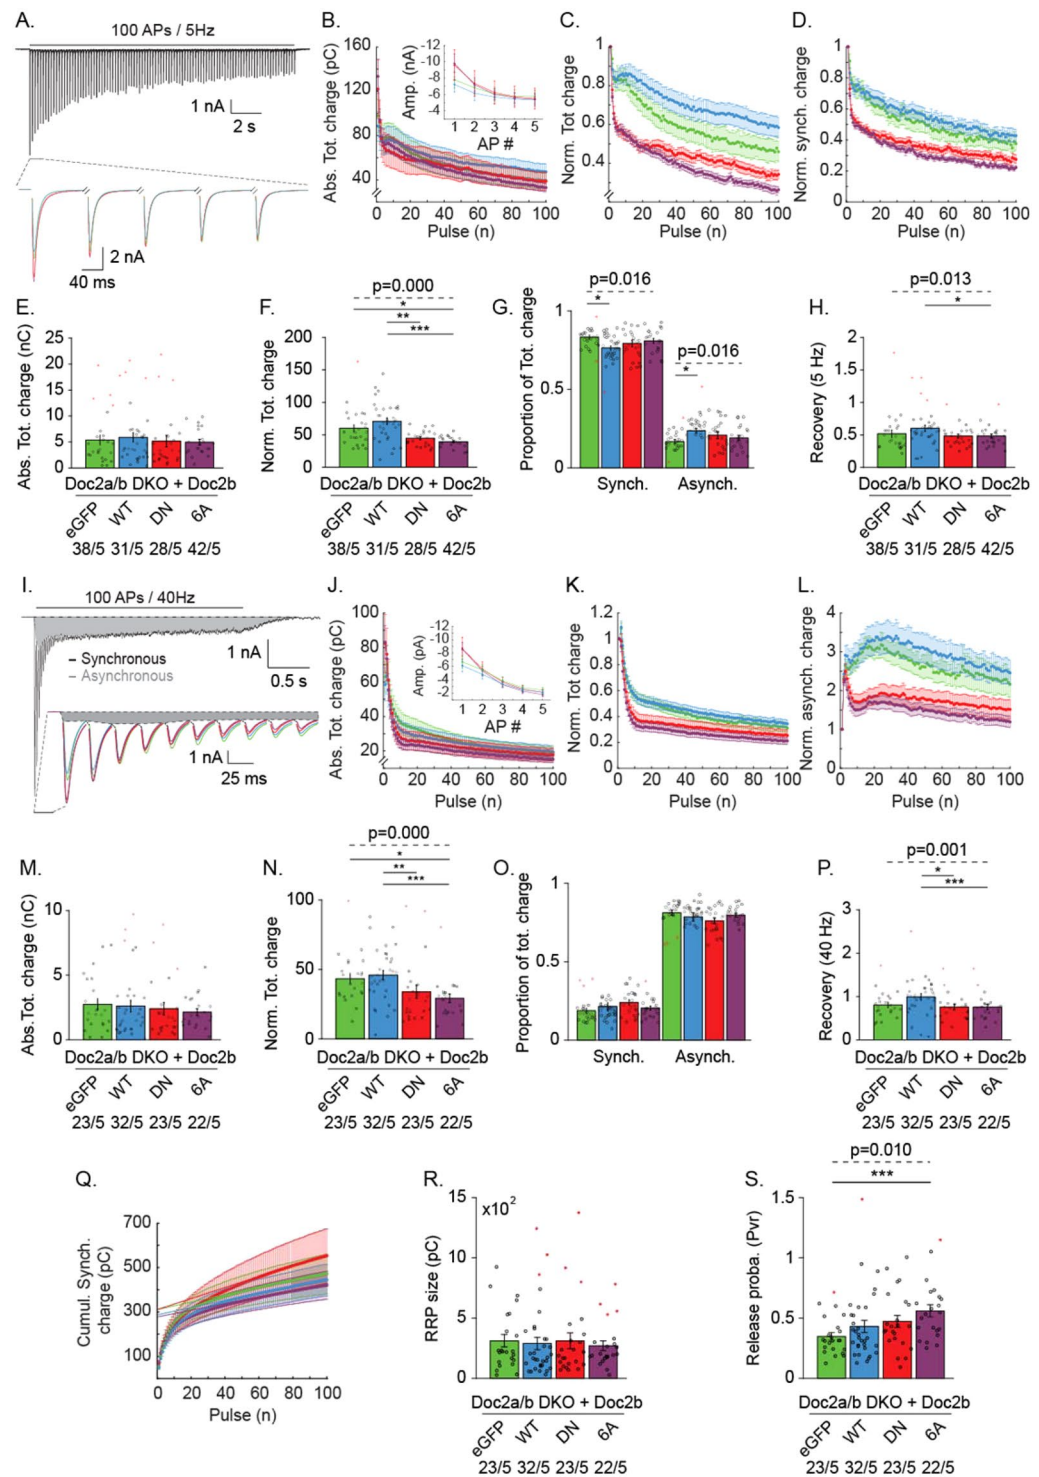 A.
100 APs / 5Hz
1 nA
2 s
2 nA
40 ms
B.
Abs. Tot. charge (pC)
160
120
80
40
0 20 40 60 80 100
Pulse (n)
Amp. (nA)
-12
-10
-8
-6
-4
1 2 3 4 5
AP #
C.
Norm. Tot charge
1
0.8
0.6
0.4
0 20 40 60 80 100
Pulse (n)
D.
Norm. synch. charge
1
0.8
0.6
0.4
0.2
0
0 20 40 60 80 100
Pulse (n)
E.
Abs. Tot. charge (nC)
25
20
15
10
5
0
Doc2a/b DKO + Doc2b
eGFP WT DN 6A
38/5 31/5 28/5 42/5
F.
p=0.000
*
**
***
Norm. Tot. charge
200
150
100
50
0
Doc2a/b DKO + Doc2b
eGFP WT DN 6A
38/5 31/5 28/5 42/5
G.
p=0.016
*
p=0.016
*
Proportion of Tot. charge
1
0.5
0
Synch. Asynch.
H.
p=0.013
*
Recovery (5 Hz)
2
1.5
1
0.5
0
Doc2a/b DKO + Doc2b
eGFP WT DN 6A
38/5 31/5 28/5 42/5
I.
100 APs / 40Hz
1 nA
0.5 s
Synchronous
Asynchronous
1 nA
25 ms
J.
Abs. Tot. charge (pC)
100
80
60
40
20
0 20 40 60 80 100
Pulse (n)
Amp. (pA)
-12
-10
-8
-6
-4
-2
1 2 3 4 5
AP #
K.
Norm. Tot charge
1.2
1
0.8
0.6
0.4
0.2
0
0 20 40 60 80 100
Pulse (n)
L.
Norm. asynch. charge
4
3
2
1
0
0 20 40 60 80 100
Pulse (n)
M.
Abs.Tot. charge (nC)
10
5
0
Doc2a/b DKO + Doc2b
eGFP WT DN 6A
23/5 32/5 23/5 22/5
N.
p=0.000
*
**
***
Norm. Tot. charge
100
50
0
Doc2a/b DKO + Doc2b
eGFP WT DN 6A
23/5 32/5 23/5 22/5
O.
Proportion of tot. charge
1
0.5
0
Synch. Asynch.
P.
p=0.001
*
***
Recovery (40 Hz)
3
2
1
0
Doc2a/b DKO + Doc2b
eGFP WT DN 6A
23/5 32/5 23/5 22/5
Q.
Cumul. Synch.
charge (pC)
700
500
300
100
0 20 40 60 80 100
Pulse (n)
R.
x10²
RRP size (pC)
15
10
5
0
Doc2a/b DKO + Doc2b
eGFP WT DN 6A
23/5 32/5 23/5 22/5
S.
p=0.010
***
Release proba. (Pvr)
1.5
1
0.5
0
Doc2a/b DKO + Doc2b
eGFP WT DN 6A
23/5 32/5 23/5 22/5